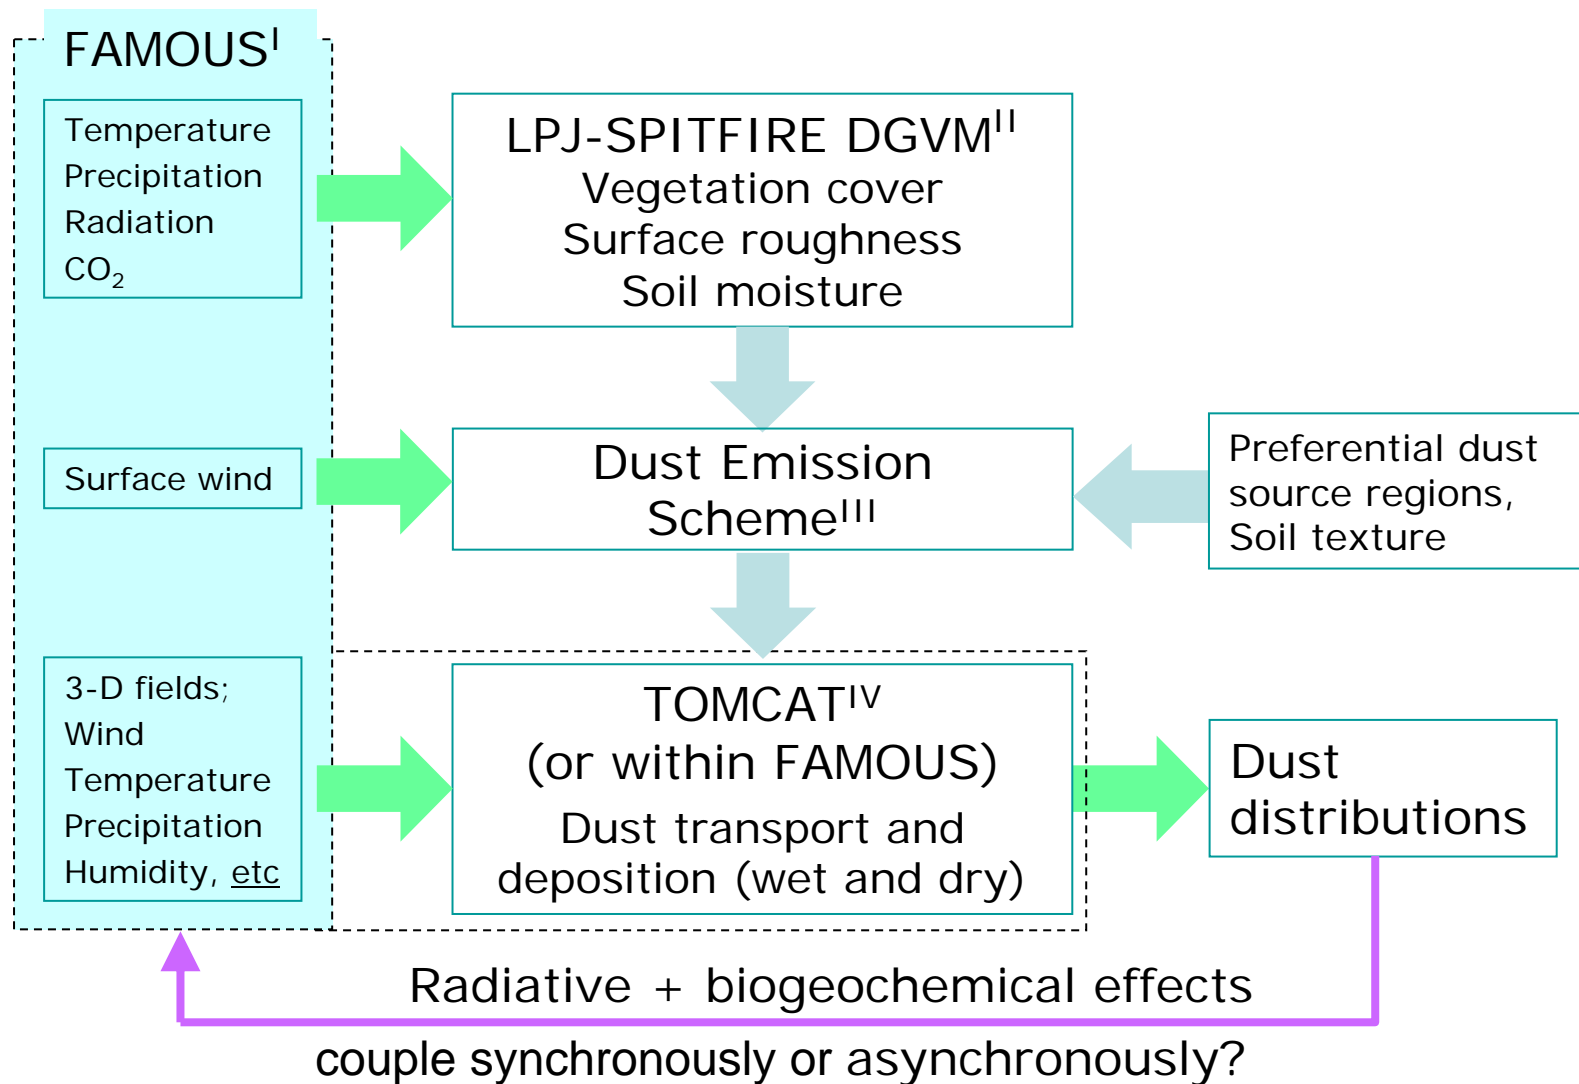 FAMOUSᴵ
Temperature
Precipitation
Radiation
CO₂
LPJ-SPITFIRE DGVMᴵᴵ
Vegetation cover
Surface roughness
Soil moisture
Surface wind
Dust Emission
Schemeᴵᴵᴵ
Preferential dust
source regions,
Soil texture
3-D fields;
Wind
Temperature
Precipitation
Humidity, etc
TOMCATᴵⱽ
(or within FAMOUS)
Dust transport and
deposition (wet and dry)
Dust
distributions
Radiative + biogeochemical effects
couple synchronously or asynchronously?